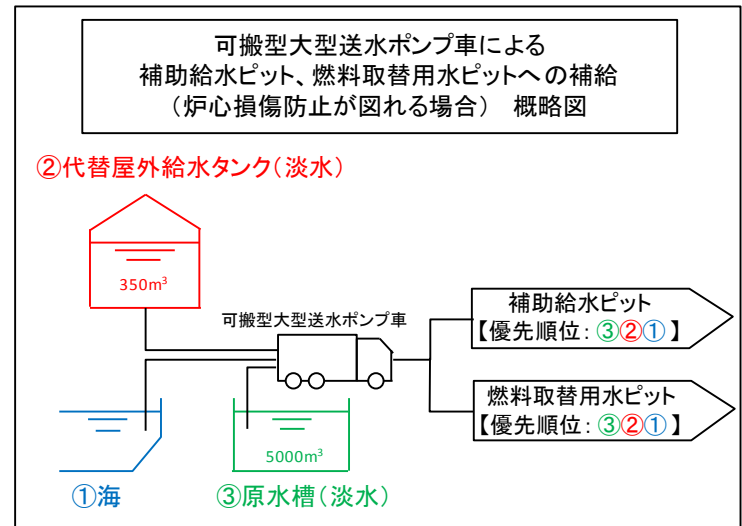 可搬型大型送水ポンプ車による
補助給水ピット、燃料取替用水ピットへの補給
（炉心損傷防止が図れる場合）　概略図
②代替屋外給水タンク（淡水）
350m³
可搬型大型送水ポンプ車
補助給水ピット
【優先順位：③②①】
燃料取替用水ピット
【優先順位：③②①】
5000m³
①海
③原水槽（淡水）